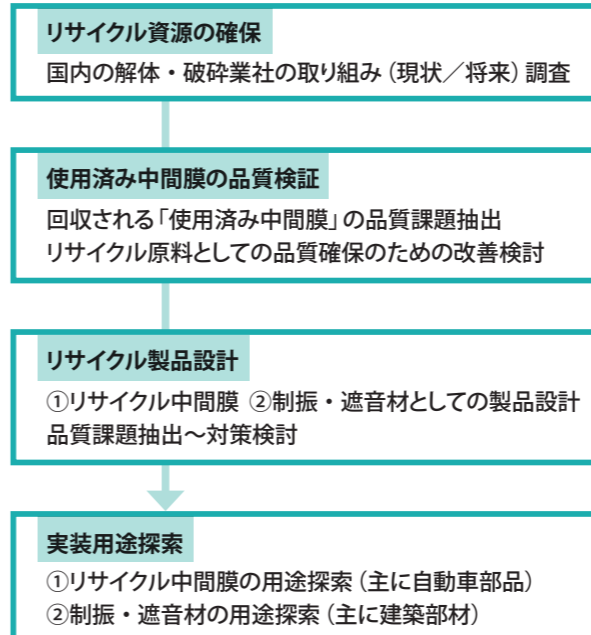 リサイクル資源の確保
国内の解体・破砕業社の取り組み（現状／将来）調査
使用済み中間膜の品質検証
回収される「使用済み中間膜」の品質課題抽出
リサイクル原料としての品質確保のための改善検討
リサイクル製品設計
①リサイクル中間膜 ②制振・遮音材としての製品設計
品質課題抽出～対策検討
実装用途探索
①リサイクル中間膜の用途探索（主に自動車部品）
②制振・遮音材の用途探索（主に建築部材）